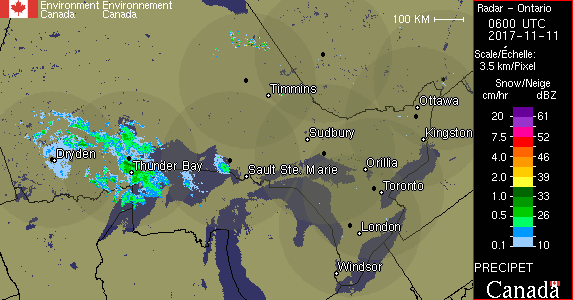 Environment Environnement
Canada Canada
100 KM
Timmins
Ottawa
Sudbury
Kingston
Dryden
Thunder Bay
Sault Ste. Marie
Orillia
Toronto
London
Windsor
Radar - Ontario
0600 UTC
2017-11-11
Scale/Échelle:
3.5 km/Pixel
Snow/Neige
cm/hr dBZ
20 61
7.5 52
4.0 46
2.0 39
1.0 33
0.5 26
0.1 10
PRECIPET
Canada